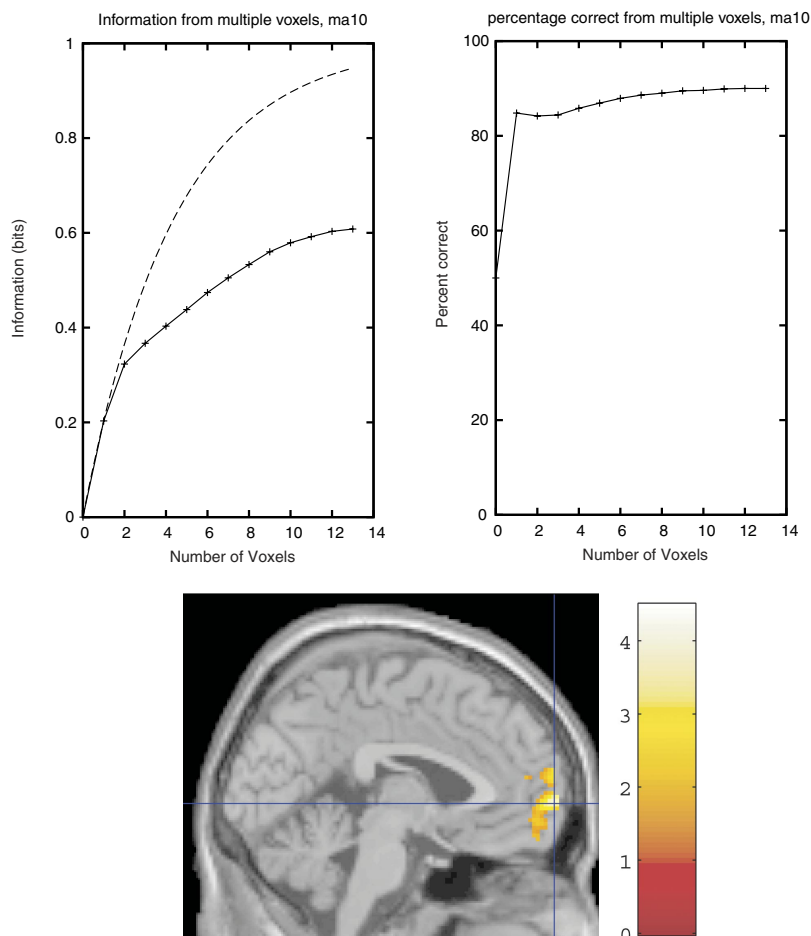 Information from multiple voxels, ma10
1
0.8
0.6
0.4
0.2
0
Information (bits)
0 2 4 6 8 10 12 14
Number of Voxels
percentage correct from multiple voxels, ma10
100
80
60
40
20
0
Percent correct
0 2 4 6 8 10 12 14
Number of Voxels
4
3
2
1
0